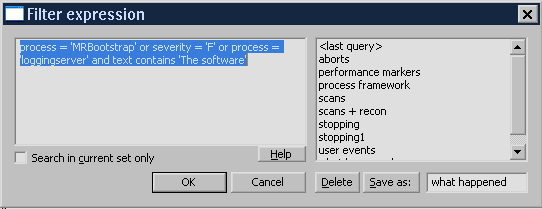 Filter expression
process = 'MRBootstrap' or severity = 'F' or process =
'loggingserver' and text contains 'The software'
<last query>
aborts
performance markers
process framework
scans
scans + recon
stopping
stopping1
user events
Search in current set only
Help
OK
Cancel
Delete
Save as:
what happened